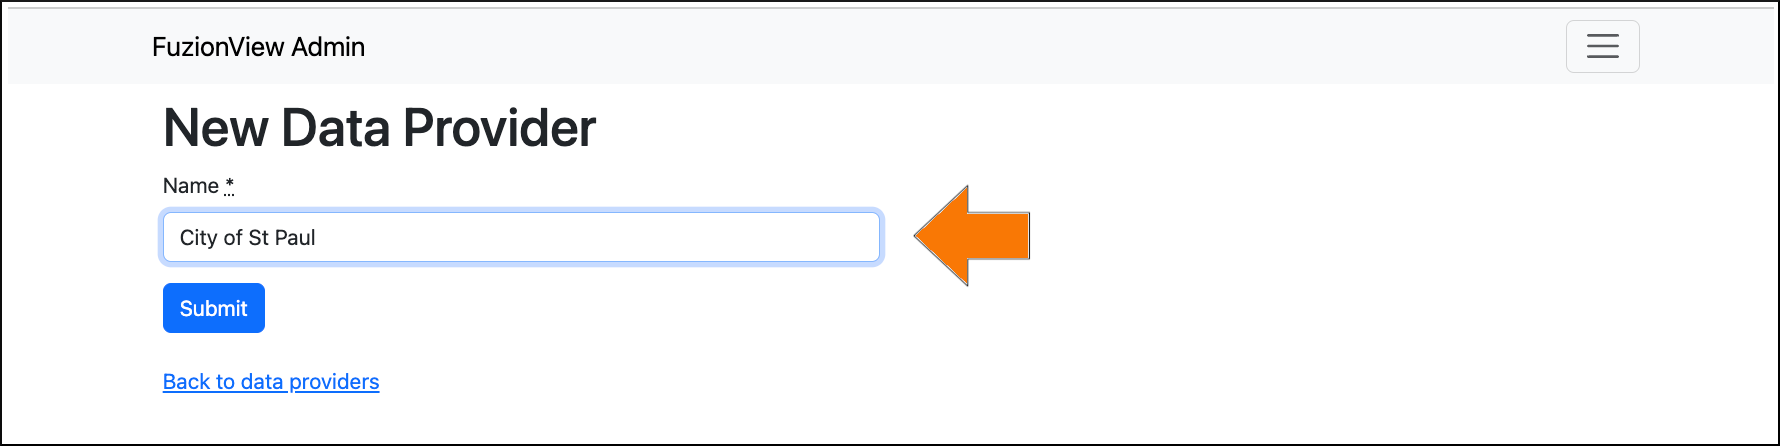 FuzionView Admin
New Data Provider
Name *
City of St Paul
Submit
Back to data providers